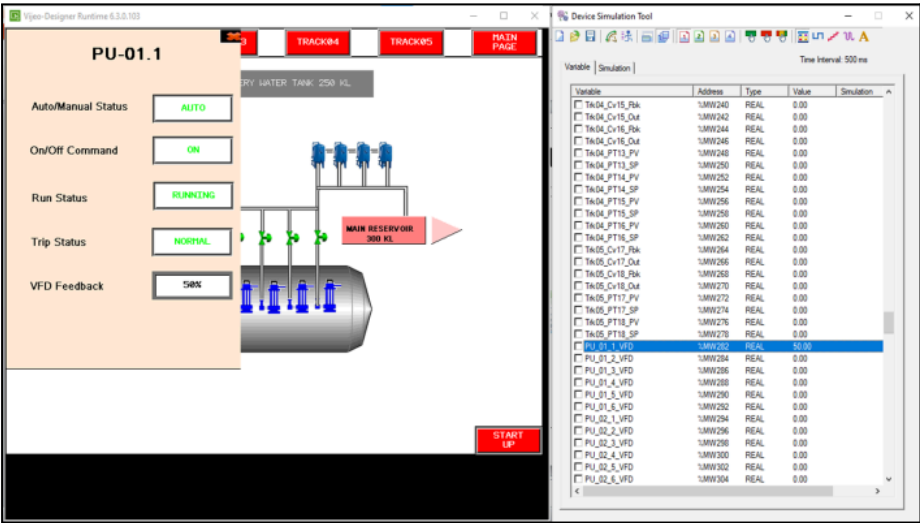 Vijeo-Designer Runtime 6.3.0.103
PU-01.1
Auto/Manual Status AUTO
On/Off Command ON
Run Status RUNNING
Trip Status NORMAL
VFD Feedback 50%
3 TRACK04 TRACK05 MAIN PAGE
ERY WATER TANK 250 KL
MAIN RESERVOIR
300 KL
START
UP
Device Simulation Tool
Time Interval: 500 ms
Variable Simulation
Variable Address Type Value Simulation
Trk04_Cv15_Fbk %MW240 REAL 0.00
Trk04_Cv15_Out %MW242 REAL 0.00
Trk04_Cv16_Fbk %MW244 REAL 0.00
Trk04_Cv16_Out %MW246 REAL 0.00
Trk04_PT13_PV %MW248 REAL 0.00
Trk04_PT13_SP %MW250 REAL 0.00
Trk04_PT14_PV %MW252 REAL 0.00
Trk04_PT14_SP %MW254 REAL 0.00
Trk04_PT15_PV %MW256 REAL 0.00
Trk04_PT15_SP %MW258 REAL 0.00
Trk04_PT16_PV %MW260 REAL 0.00
Trk04_PT16_SP %MW262 REAL 0.00
Trk05_Cv17_Fbk %MW264 REAL 0.00
Trk05_Cv17_Out %MW266 REAL 0.00
Trk05_Cv18_Fbk %MW268 REAL 0.00
Trk05_Cv18_Out %MW270 REAL 0.00
Trk05_PT17_PV %MW272 REAL 0.00
Trk05_PT17_SP %MW274 REAL 0.00
Trk05_PT18_PV %MW276 REAL 0.00
Trk05_PT18_SP %MW278 REAL 0.00
PU_01_1_VFD %MW282 REAL 50.00
PU_01_2_VFD %MW284 REAL 0.00
PU_01_3_VFD %MW286 REAL 0.00
PU_01_4_VFD %MW288 REAL 0.00
PU_01_5_VFD %MW290 REAL 0.00
PU_01_6_VFD %MW292 REAL 0.00
PU_02_1_VFD %MW294 REAL 0.00
PU_02_2_VFD %MW296 REAL 0.00
PU_02_3_VFD %MW298 REAL 0.00
PU_02_4_VFD %MW300 REAL 0.00
PU_02_5_VFD %MW302 REAL 0.00
PU_02_6_VFD %MW304 REAL 0.00